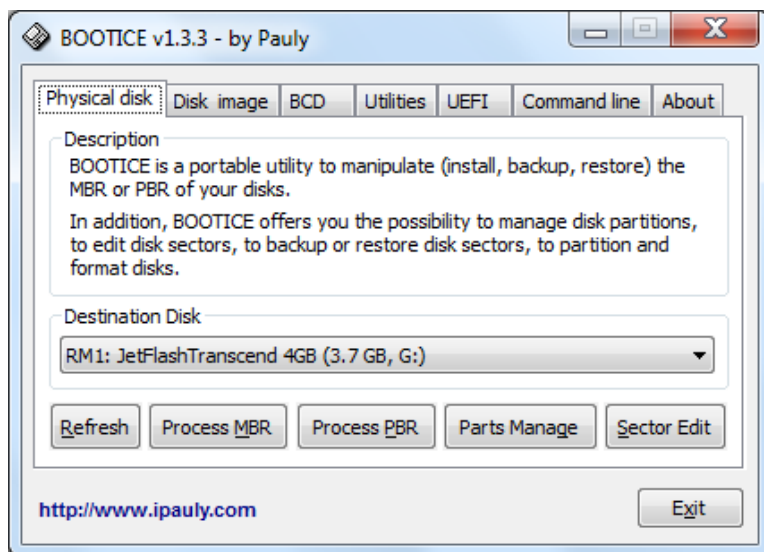 BOOTICE v1.3.3 - by Pauly
Physical disk Disk image BCD Utilities UEFI Command line About
Description
BOOTICE is a portable utility to manipulate (install, backup, restore) the
MBR or PBR of your disks.
In addition, BOOTICE offers you the possibility to manage disk partitions,
to edit disk sectors, to backup or restore disk sectors, to partition and
format disks.
Destination Disk
RM1: JetFlashTranscend 4GB (3.7 GB, G:)
Refresh Process MBR Process PBR Parts Manage Sector Edit
http://www.ipauly.com Exit